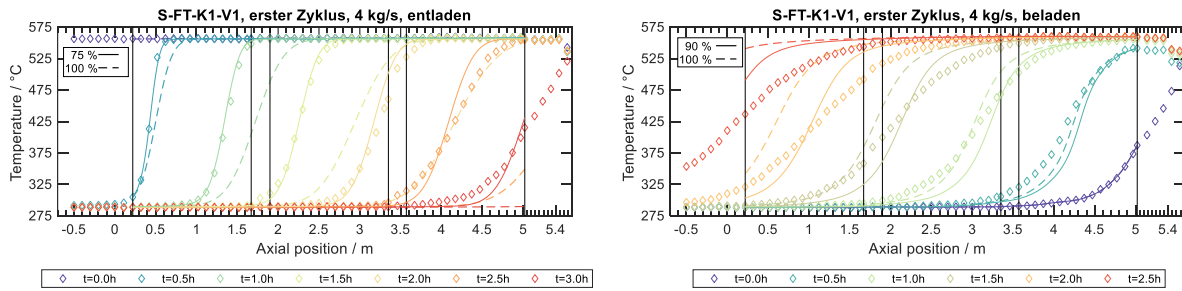 S-FT-K1-V1, erster Zyklus, 4 kg/s, entladen
575
525
475
425
375
325
275
Temperature / °C
75 %
100 %
-0.5 0 0.5 1 1.5 2 2.5 3 3.5 4 4.5 5 5.4
Axial position / m
t=0.0h t=0.5h t=1.0h t=1.5h t=2.0h t=2.5h t=3.0h
S-FT-K1-V1, erster Zyklus, 4 kg/s, beladen
575
525
475
425
375
325
275
Temperature / °C
90 %
100 %
-0.5 0 0.5 1 1.5 2 2.5 3 3.5 4 4.5 5 5.4
Axial position / m
t=0.0h t=0.5h t=1.0h t=1.5h t=2.0h t=2.5h